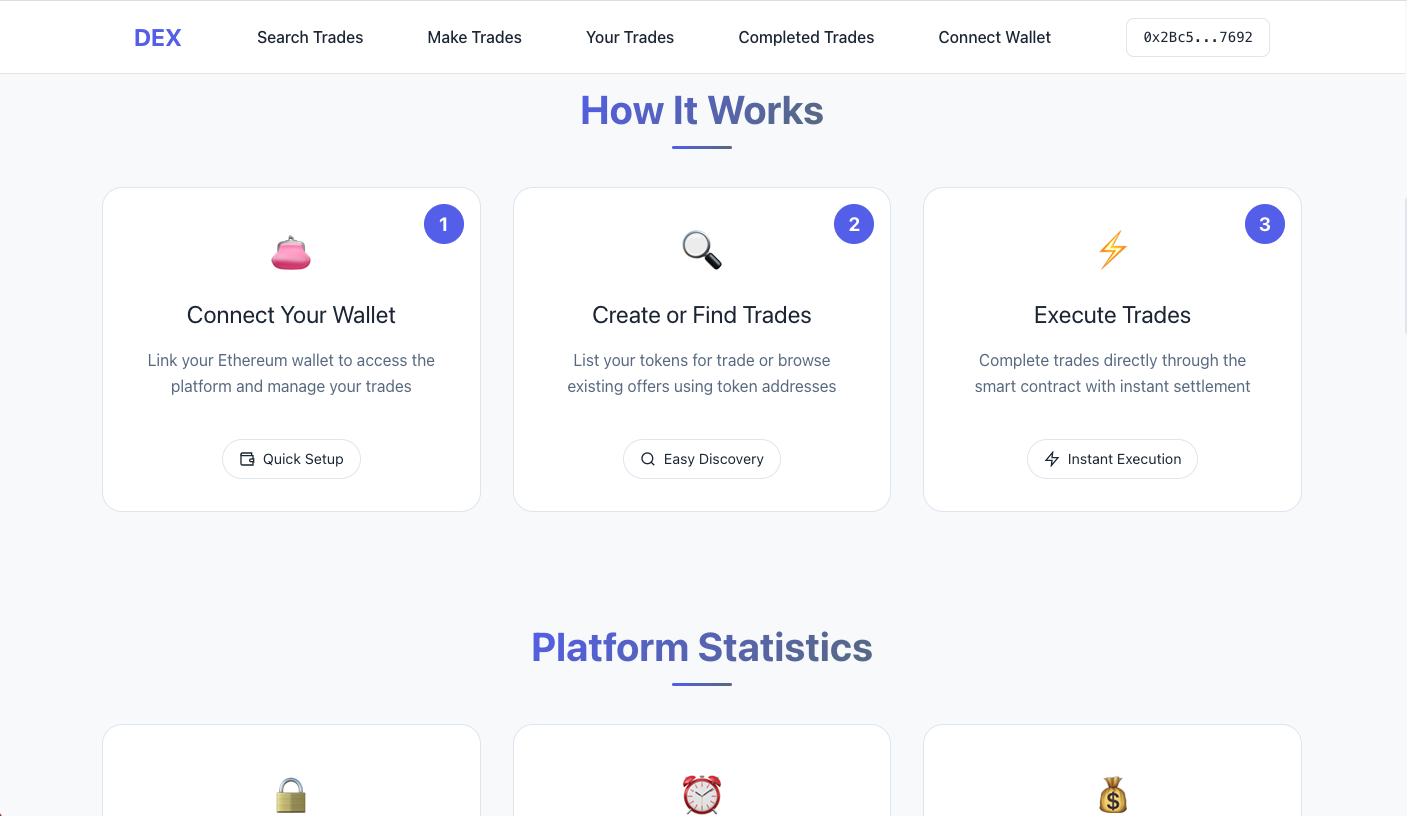 DEX
Search Trades
Make Trades
Your Trades
Completed Trades
Connect Wallet
0x2Bc5...7692
How It Works
1
Connect Your Wallet
Link your Ethereum wallet to access the
platform and manage your trades
Quick Setup
2
Create or Find Trades
List your tokens for trade or browse
existing offers using token addresses
Easy Discovery
3
Execute Trades
Complete trades directly through the
smart contract with instant settlement
Instant Execution
Platform Statistics